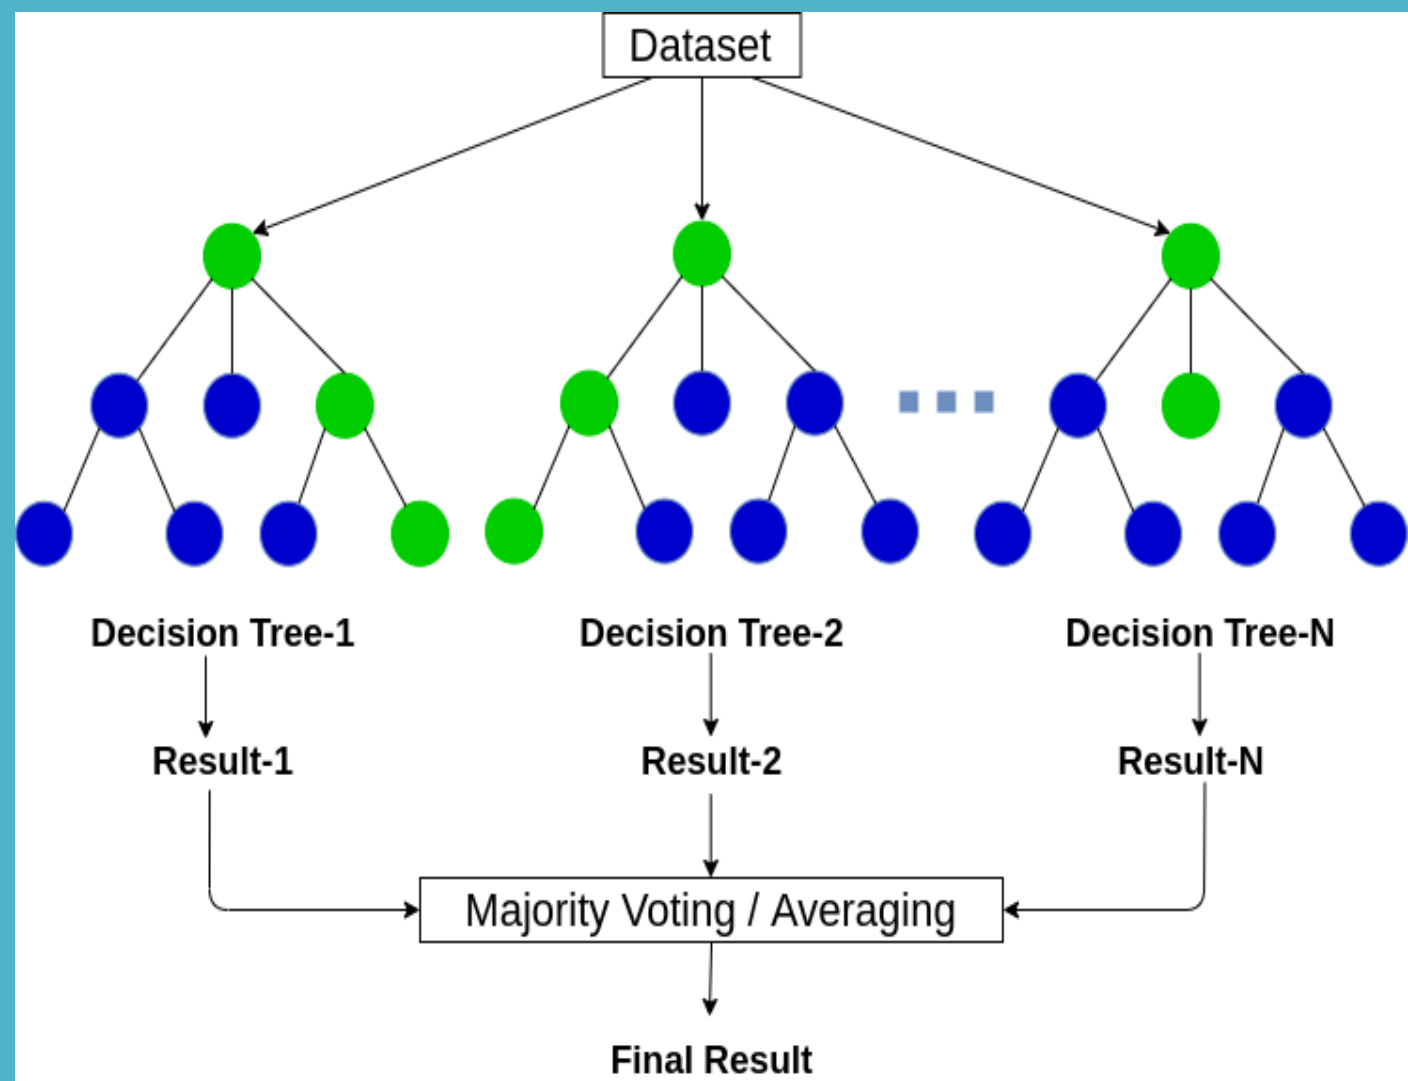 Dataset
Decision Tree-1
Decision Tree-2
Decision Tree-N
Result-1
Result-2
Result-N
Majority Voting / Averaging
Final Result